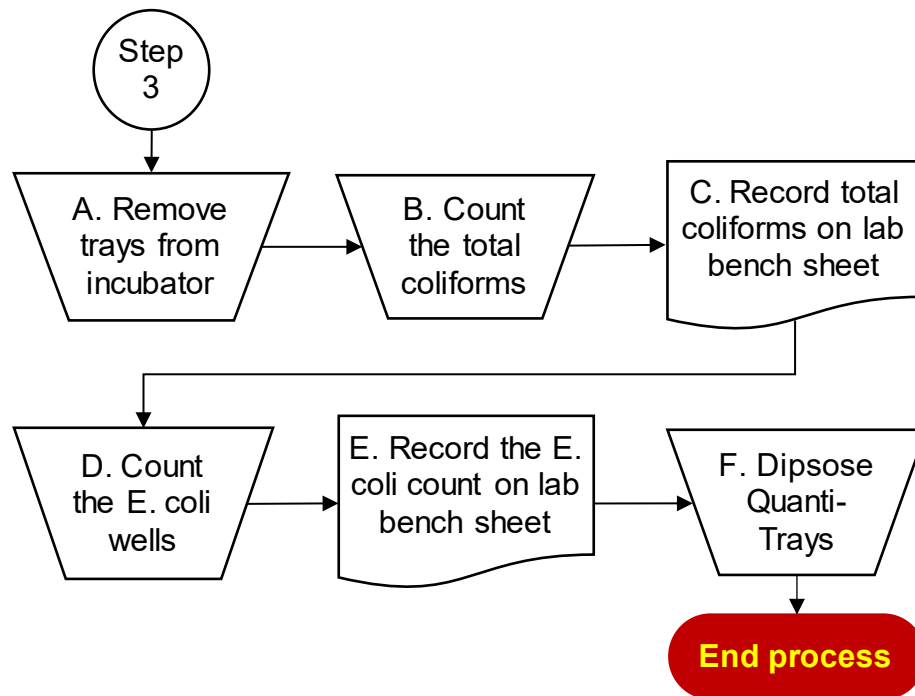 Step
3
A. Remove
trays from
incubator
B. Count
the total
coliforms
C. Record total
coliforms on lab
bench sheet
D. Count
the E. coli
wells
E. Record the E.
coli count on lab
bench sheet
F. Dipsose
Quanti-
Trays
End process